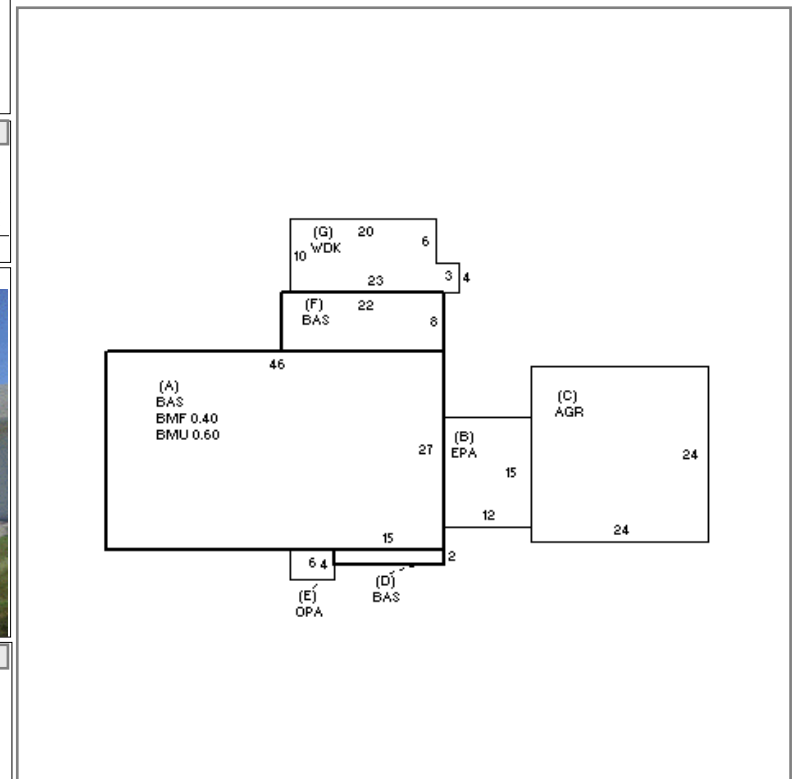 (G) 20
WDK
6
10
23
3 4
(F) 22
BAS
8
46
(A)
BAS
BMF 0.40
BMU 0.60
27
(B)
EPA
15
12
(C)
AGR
24
24
15
2
6 4
(D)
BAS
(E)
OPA